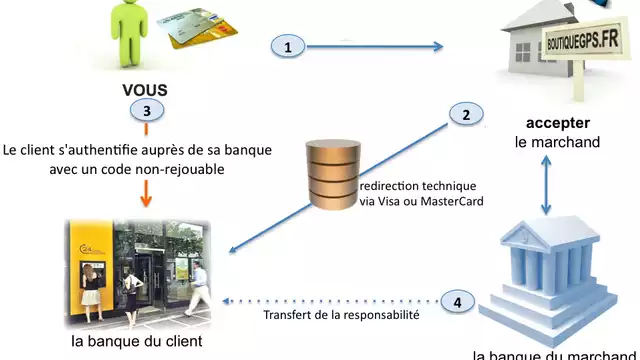 1
BOUTIQUEGPS.FR
VOUS
3
2
accepter
le marchand
Le client s'authentifie auprès de sa banque
avec un code non-rejouable
redirection technique
via Visa ou MasterCard
4
Transfert de la responsabilité
la banque du client
la banque du marchand